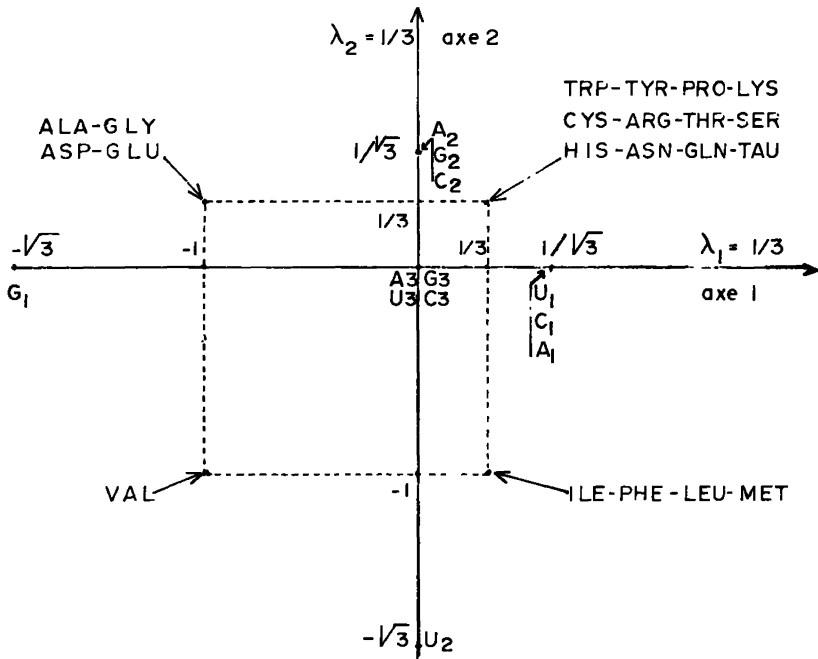 λ₂ = 1/3 axe 2
TRP-TYR-PRO-LYS
CYS-ARG-THR-SER
HIS-ASN-GLN-TAU
ALA-GLY
ASP-GLU
1/√3
A₂
G₂
C₂
1/3
-√3
-1
1/3
1/√3
λ₁ = 1/3
G₁
A3 G3
U3 C3
U₁
C₁
A₁
axe 1
VAL
-1
ILE-PHE-LEU-MET
-√3 U₂